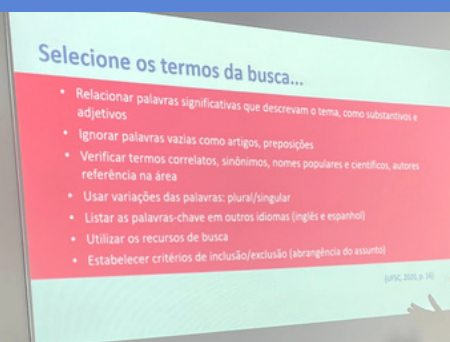 Selecione os termos da busca...
• Relacionar palavras significativas que descrevam o tema, como substantivos e
adjetivos
• Ignorar palavras vazias como artigos, preposições
• Verificar termos correlatos, sinônimos, nomes populares e científicos, autores
referência na área
• Usar variações das palavras: plural/singular
• Listar as palavras-chave em outros idiomas (inglês e espanhol)
• Utilizar os recursos de busca
• Estabelecer critérios de inclusão/exclusão (abrangência do assunto)
(UFSC, 2020, p. 14)